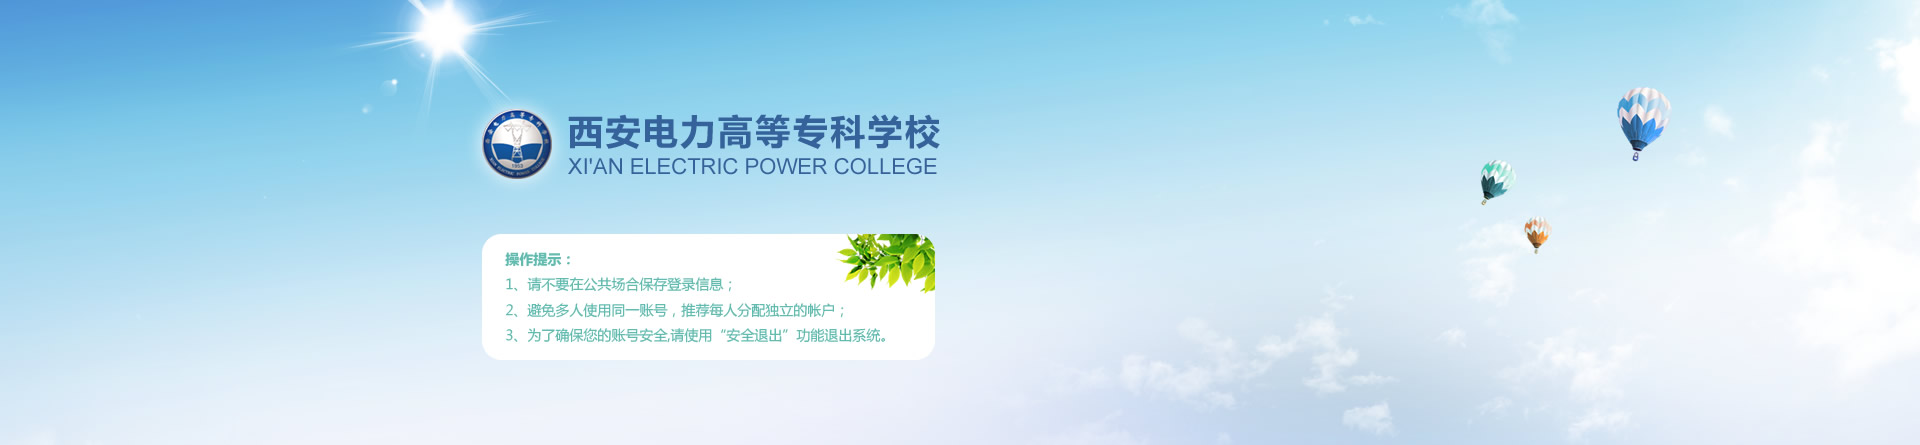 西安电力高等专科学校
XI'AN ELECTRIC POWER COLLEGE
操作提示：
1、请不要在公共场合保存登录信息；
2、避免多人使用同一账号，推荐每人分配独立的帐户；
3、为了确保您的账号安全,请使用“安全退出”功能退出系统。